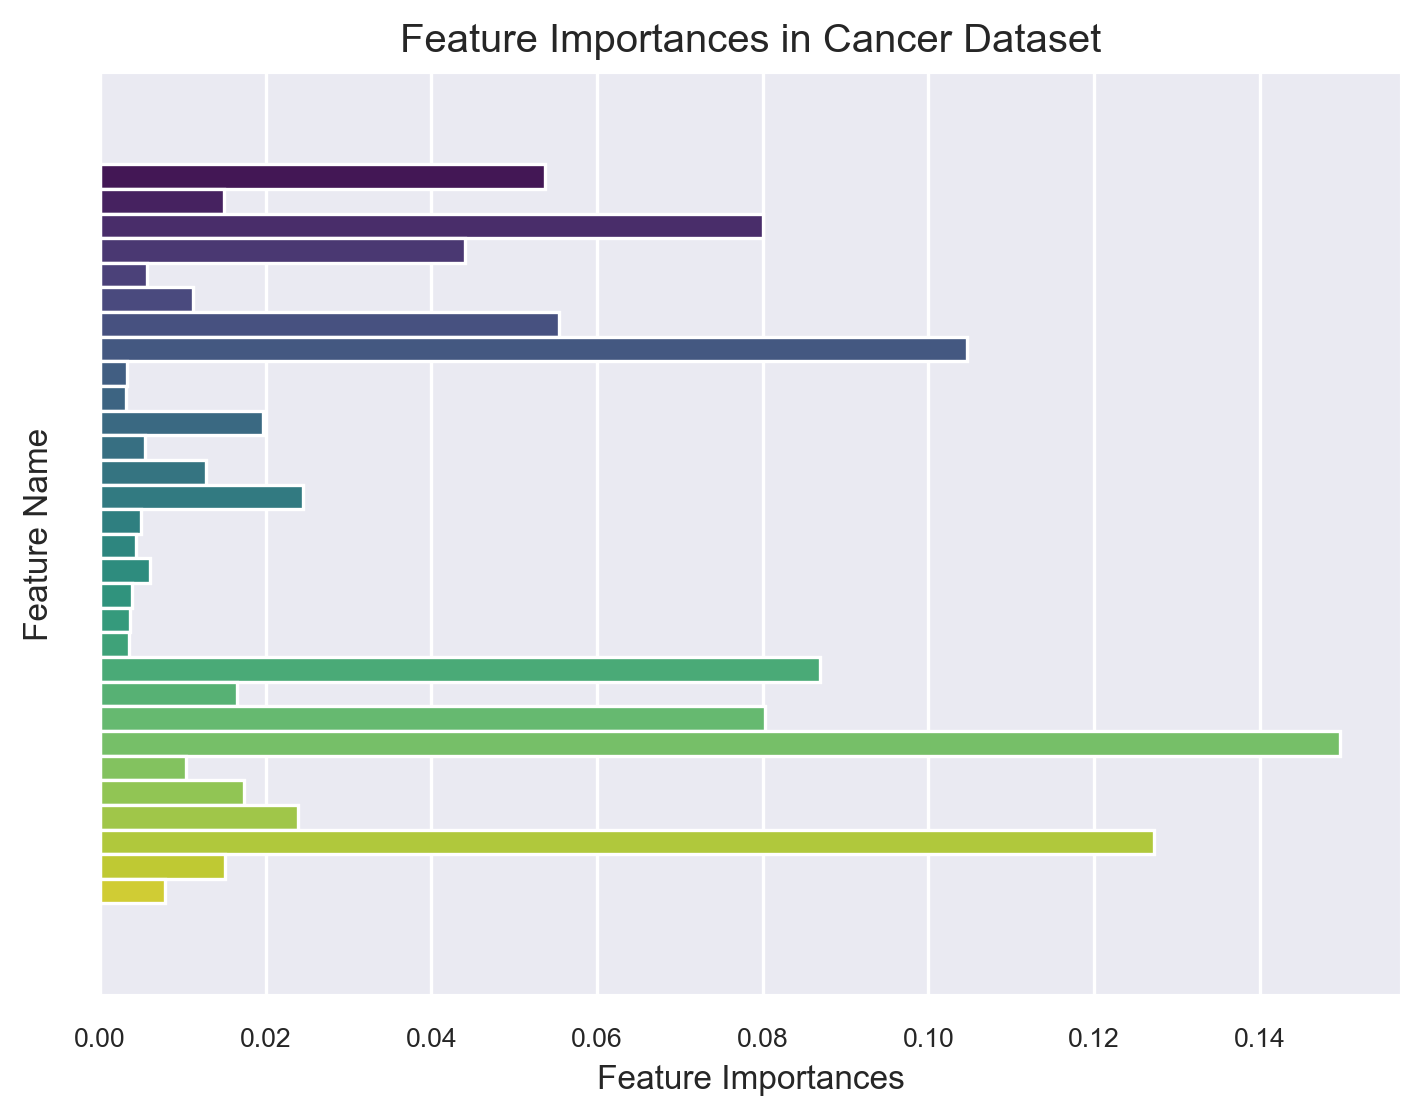 Feature Importances in Cancer Dataset
Feature Name
0.00 0.02 0.04 0.06 0.08 0.10 0.12 0.14
Feature Importances